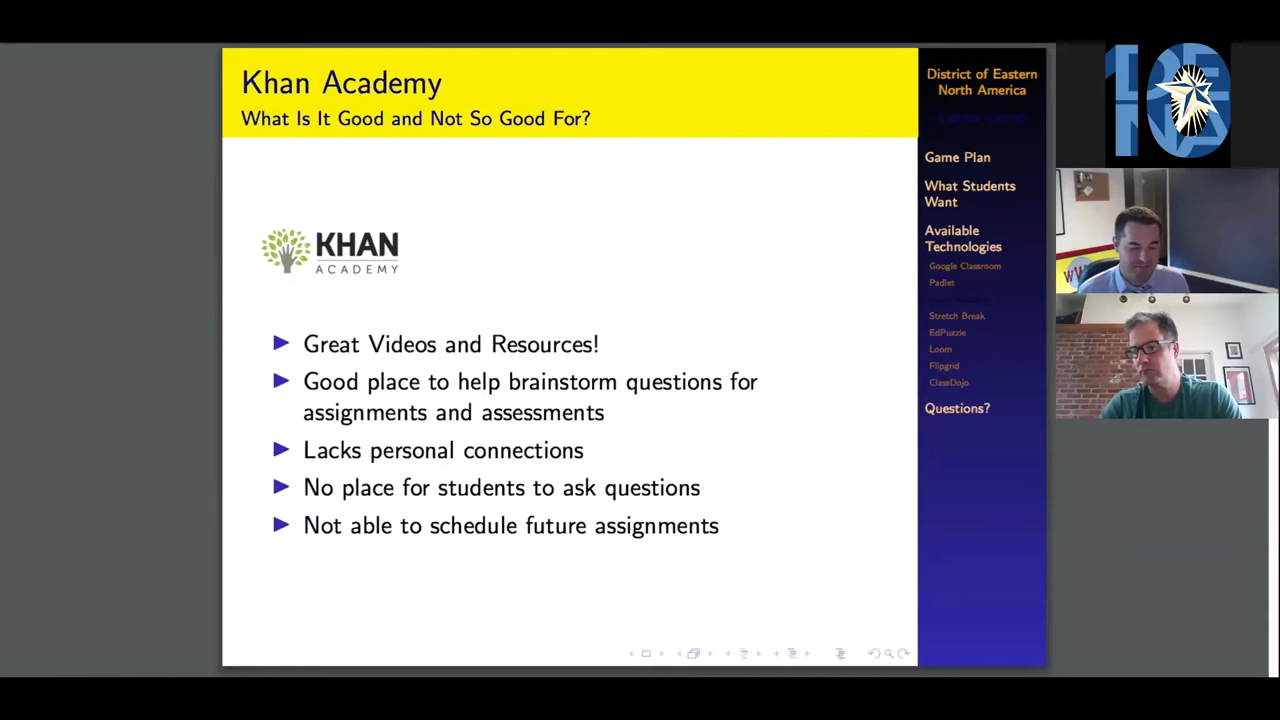 Khan Academy
What Is It Good and Not So Good For?
KHAN
ACADEMY
Great Videos and Resources!
Good place to help brainstorm questions for
assignments and assessments
Lacks personal connections
No place for students to ask questions
Not able to schedule future assignments
District of Eastern
North America
Game Plan
What Students
Want
Available
Technologies
Google Classroom
Padlet
Stretch Break
EdPuzzle
Loom
Flipgrid
ClassDojo
Questions?